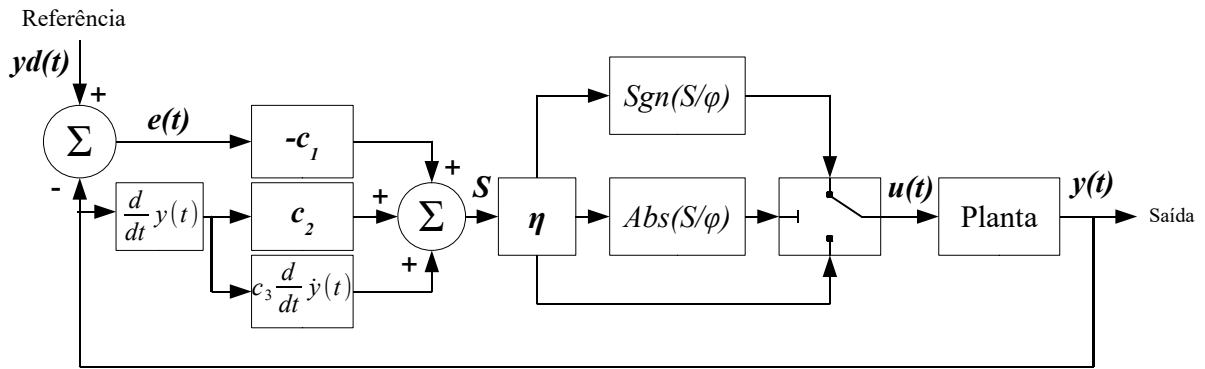 Referência
yd(t)
+
Σ
-
e(t)
-c₁
d/dt y(t)
c₂
c₃ d/dt ẏ(t)
+
+
+
Σ
S
η
Sgn(S/φ)
Abs(S/φ)
u(t)
Planta
y(t)
Saída